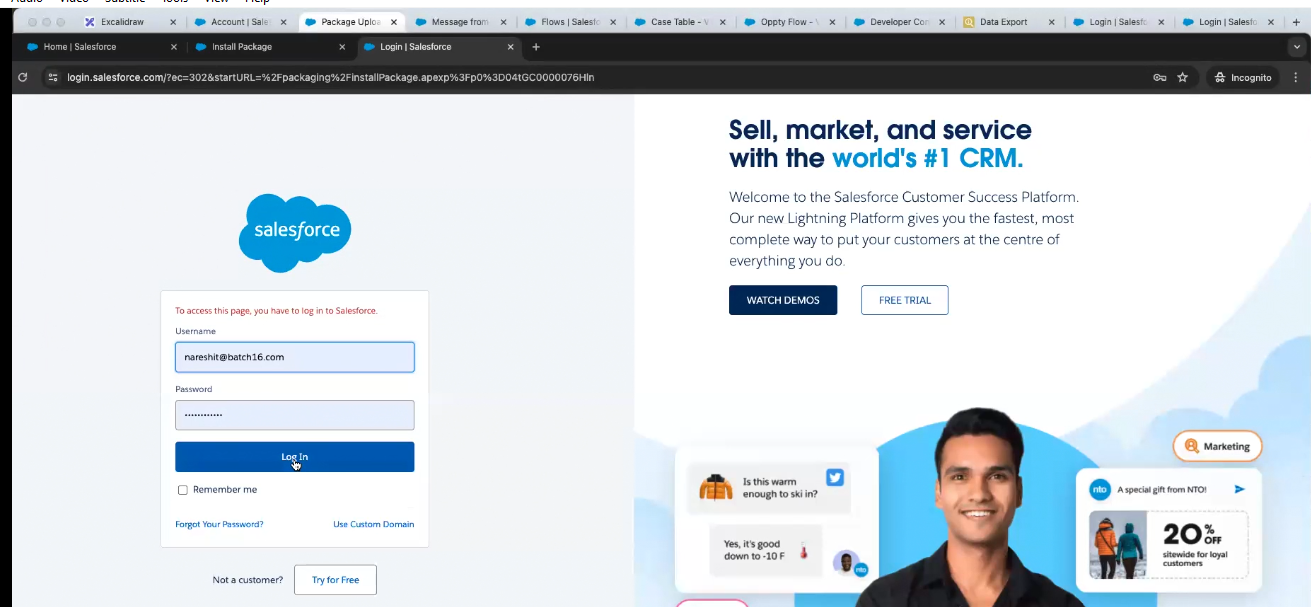 Audio Video Subtitle Tools View Help
Excalidraw
Account | Sale
Package Uploa
Message from
Flows | Salesfo
Case Table - V
Oppty Flow - V
Developer Con
Data Export
Login | Salesfo
Login | Salesfo
Home | Salesforce
Install Package
Login | Salesforce
login.salesforce.com/?ec=302&startURL=%2Fpackaging%2FinstallPackage.apexp%3Fp0%3D04tGC0000076Hln
Incognito
salesforce
To access this page, you have to log in to Salesforce.
Username
nareshit@batch16.com
Password
Log In
Remember me
Forgot Your Password? Use Custom Domain
Not a customer? Try for Free
Sell, market, and service
with the world's #1 CRM.
Welcome to the Salesforce Customer Success Platform.
Our new Lightning Platform gives you the fastest, most
complete way to put your customers at the centre of
everything you do.
WATCH DEMOS FREE TRIAL
Is this warm
enough to ski in?
Yes, it's good
down to -10 F
nto
Marketing
nto A special gift from NTO!
20% OFF
sitewide for loyal
customers